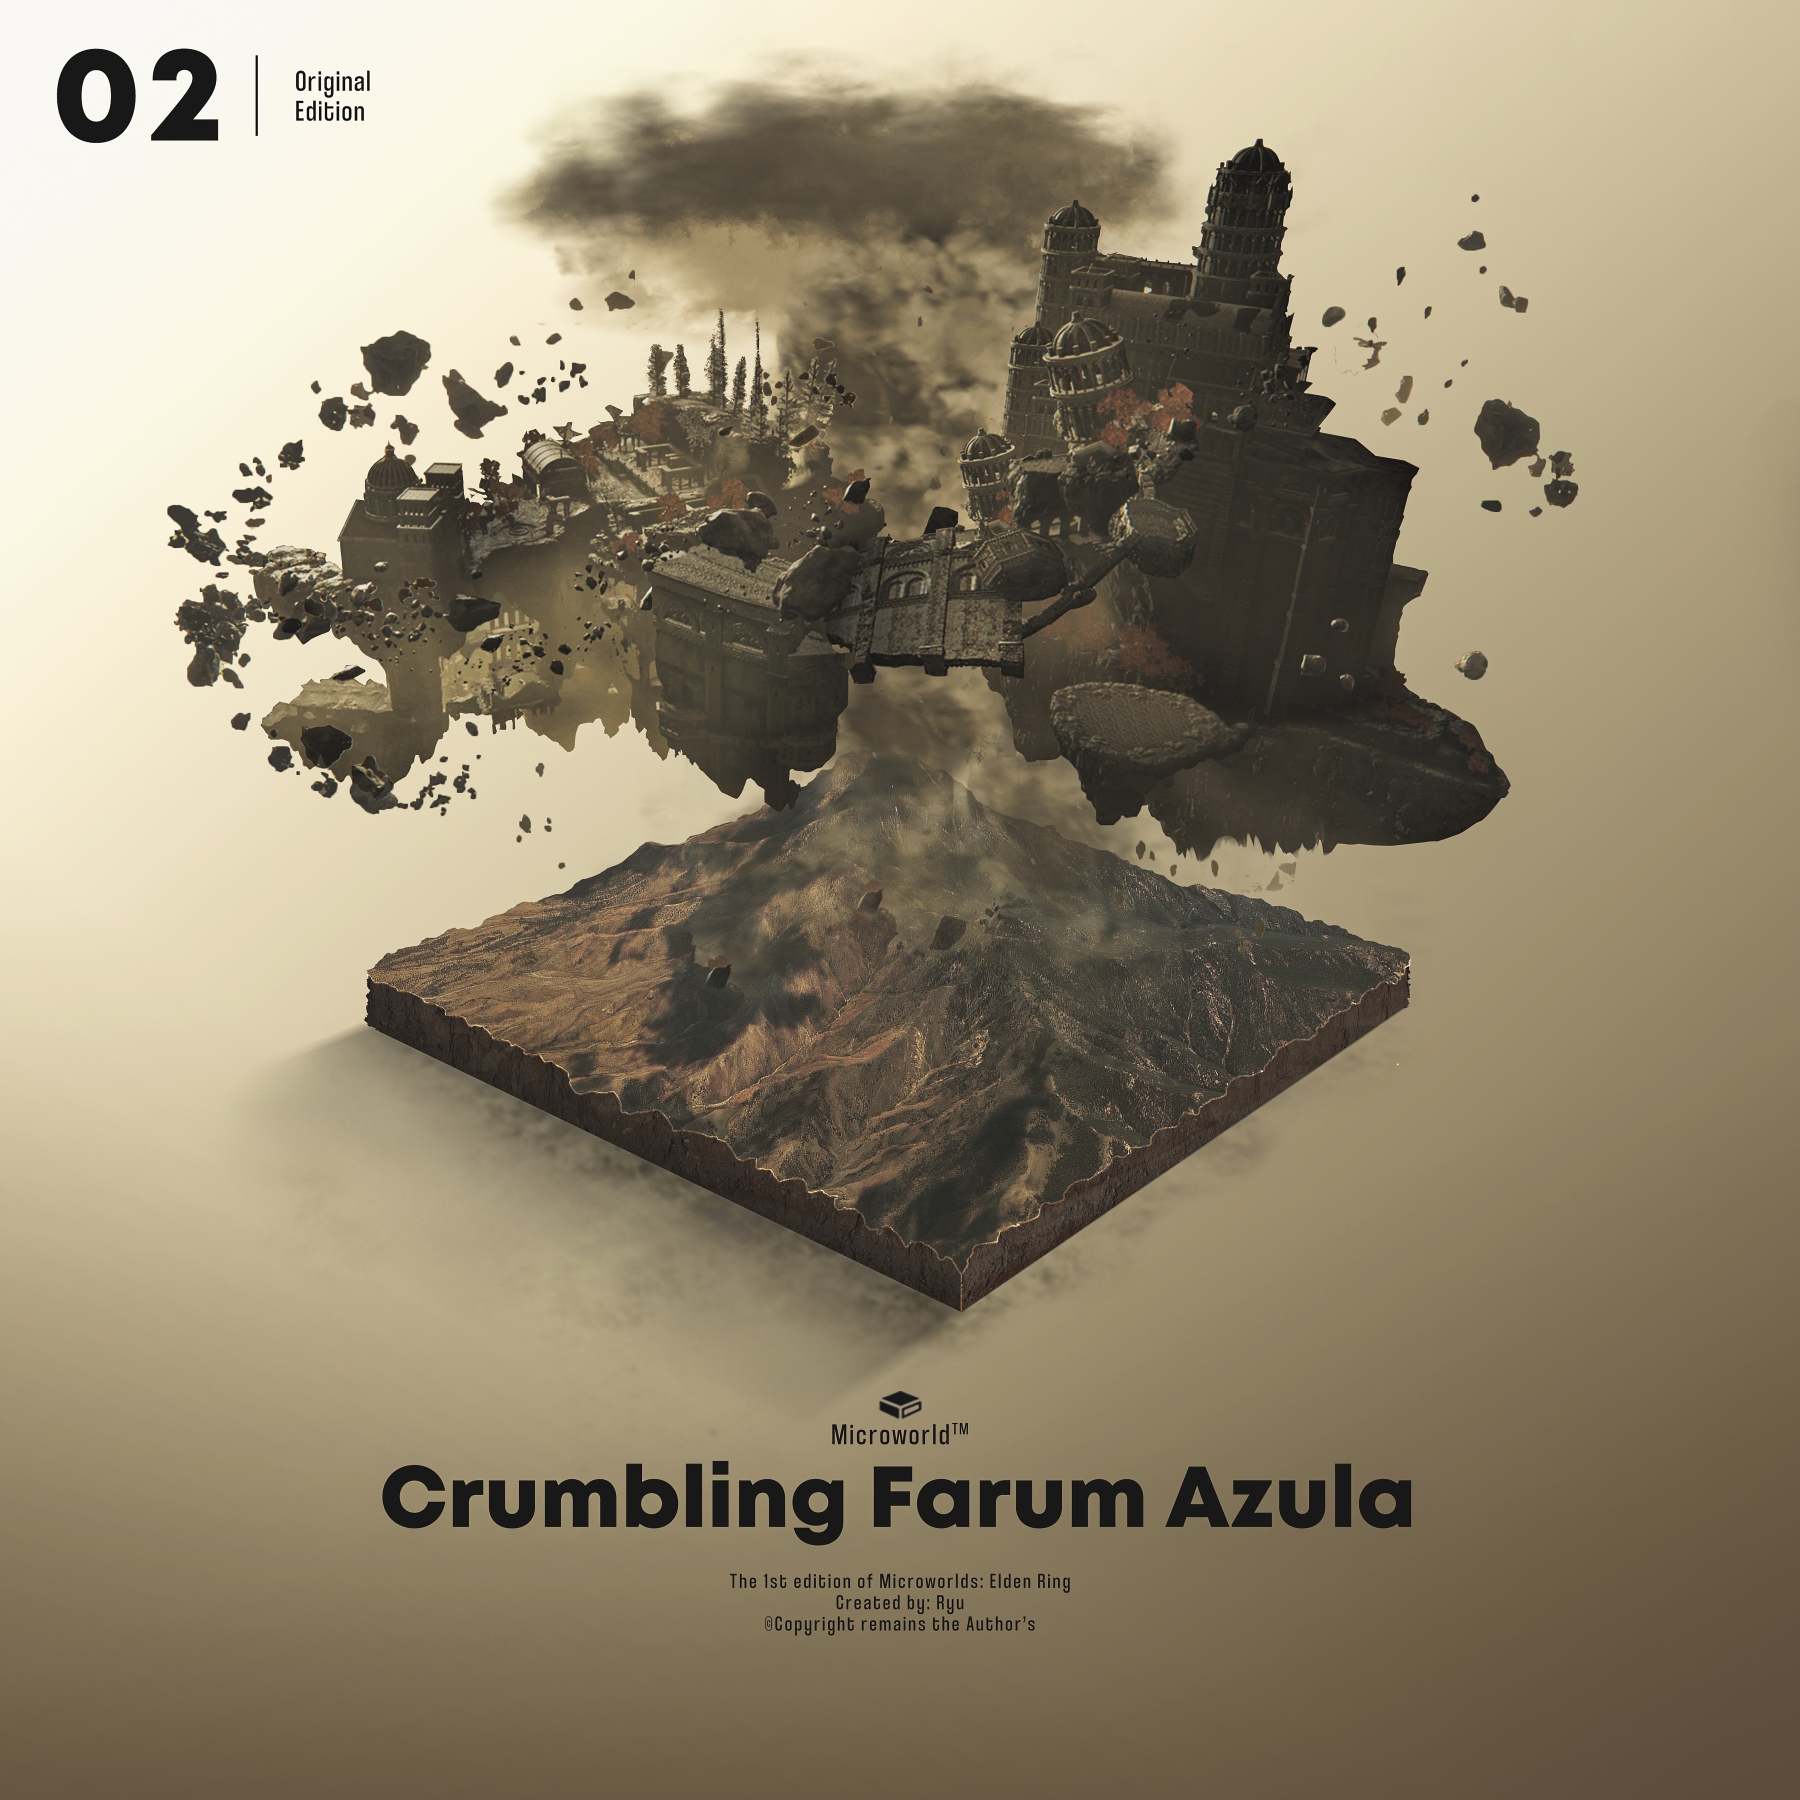 02
Original
Edition
Microworld™
Crumbling Farum Azula
The 1st edition of Microworlds: Elden Ring
Created by: Ryu
©Copyright remains the Author's